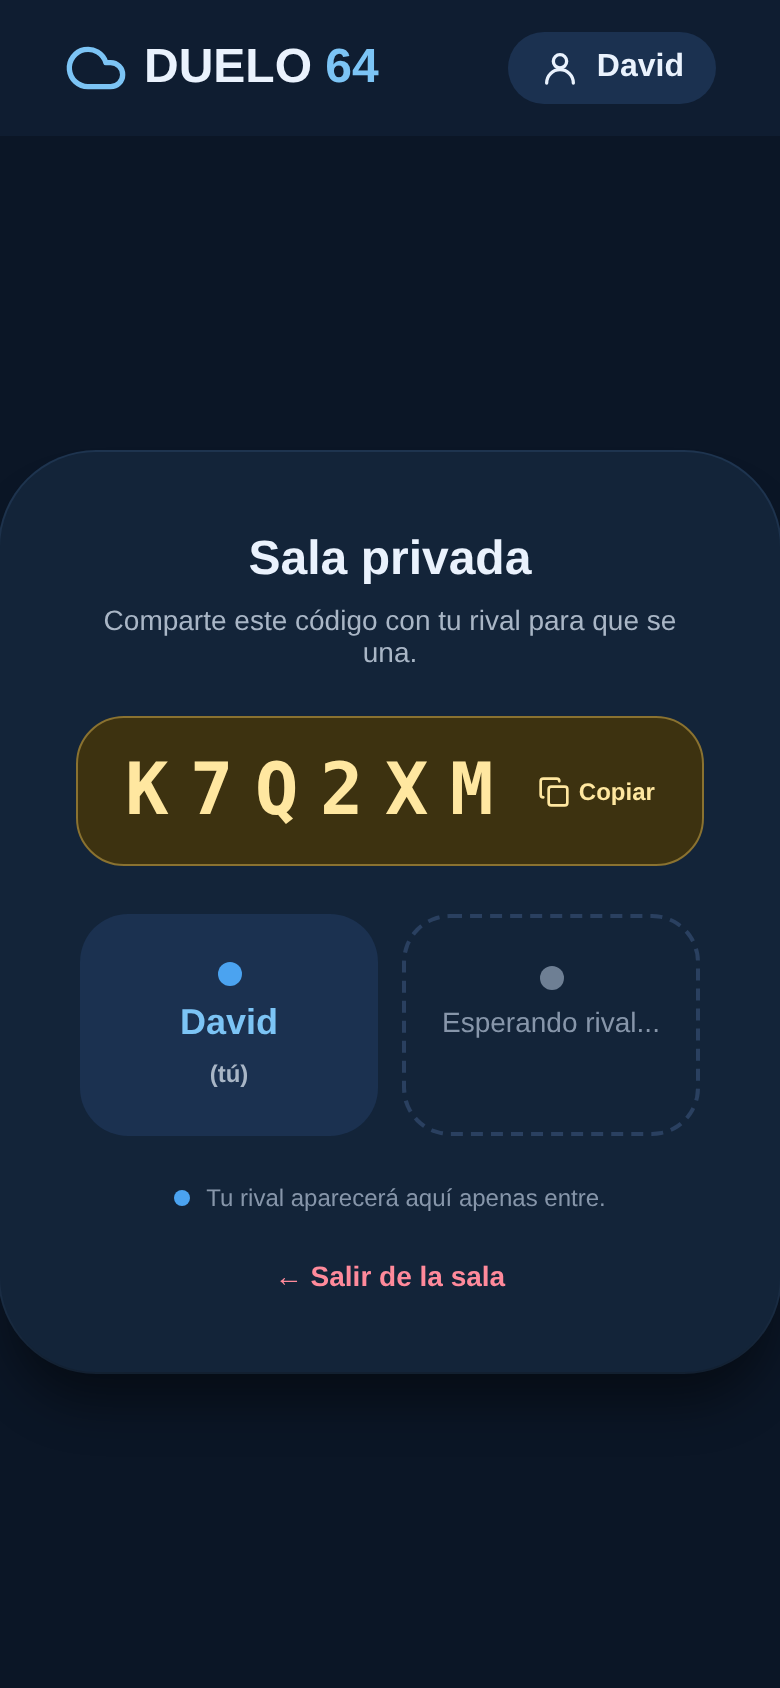 DUELO 64
David
Sala privada
Comparte este código con tu rival para que se
una.
K7Q2XM
Copiar
David
(tú)
Esperando rival...
Tu rival aparecerá aquí apenas entre.
← Salir de la sala